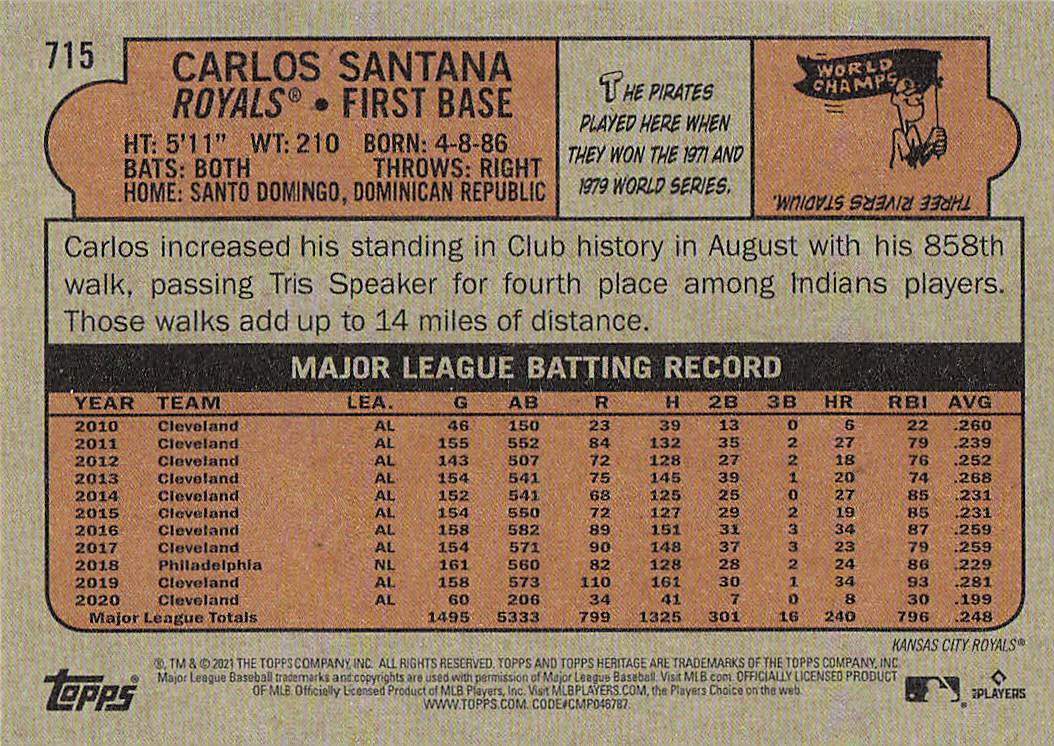 715
CARLOS SANTANA
ROYALS® • FIRST BASE
HT: 5'11" WT: 210 BORN: 4-8-86
BATS: BOTH THROWS: RIGHT
HOME: SANTO DOMINGO, DOMINICAN REPUBLIC
THE PIRATES
PLAYED HERE WHEN
THEY WON THE 1971 AND
1979 WORLD SERIES.
WORLD
CHAMPS
THREE RIVERS STADIUM.
Carlos increased his standing in Club history in August with his 858th
walk, passing Tris Speaker for fourth place among Indians players.
Those walks add up to 14 miles of distance.
MAJOR LEAGUE BATTING RECORD
YEAR TEAM LEA. G AB R H 2B 3B HR RBI AVG
2010 Cleveland AL 46 150 23 39 13 0 6 22 .260
2011 Cleveland AL 155 552 84 132 35 2 27 79 .239
2012 Cleveland AL 143 507 72 128 27 2 18 76 .252
2013 Cleveland AL 154 541 75 145 39 1 20 74 .268
2014 Cleveland AL 152 541 68 125 25 0 27 85 .231
2015 Cleveland AL 154 550 72 127 29 2 19 85 .231
2016 Cleveland AL 158 582 89 151 31 3 34 87 .259
2017 Cleveland AL 154 571 90 148 37 3 23 79 .259
2018 Philadelphia NL 161 560 82 128 28 2 24 86 .229
2019 Cleveland AL 158 573 110 161 30 1 34 93 .281
2020 Cleveland AL 60 206 34 41 7 0 8 30 .199
Major League Totals 1495 5333 799 1325 301 16 240 796 .248
KANSAS CITY ROYALS®
®, TM & © 2021 THE TOPPS COMPANY, INC. ALL RIGHTS RESERVED. TOPPS AND TOPPS HERITAGE ARE TRADEMARKS OF THE TOPPS COMPANY, INC.
Major League Baseball trademarks and copyrights are used with permission of Major League Baseball. Visit MLB.com. OFFICIALLY LICENSED PRODUCT
OF MLB. Officially Licensed Product of MLB Players, Inc. Visit MLBPLAYERS.COM, the Players Choice on the web.
WWW.TOPPS.COM. CODE#CMP046787
topps®
PLAYERS